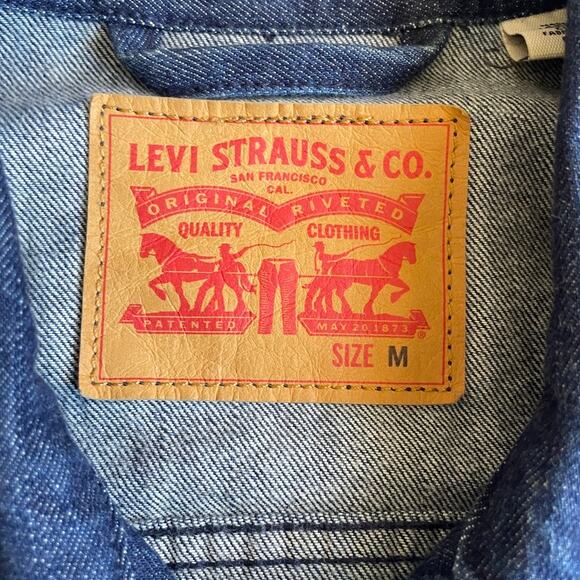 LEVI STRAUSS & CO.
SAN FRANCISCO
CAL.
ORIGINAL RIVETED
QUALITY CLOTHING
PATENTED MAY 20 1873 ®
SIZE M